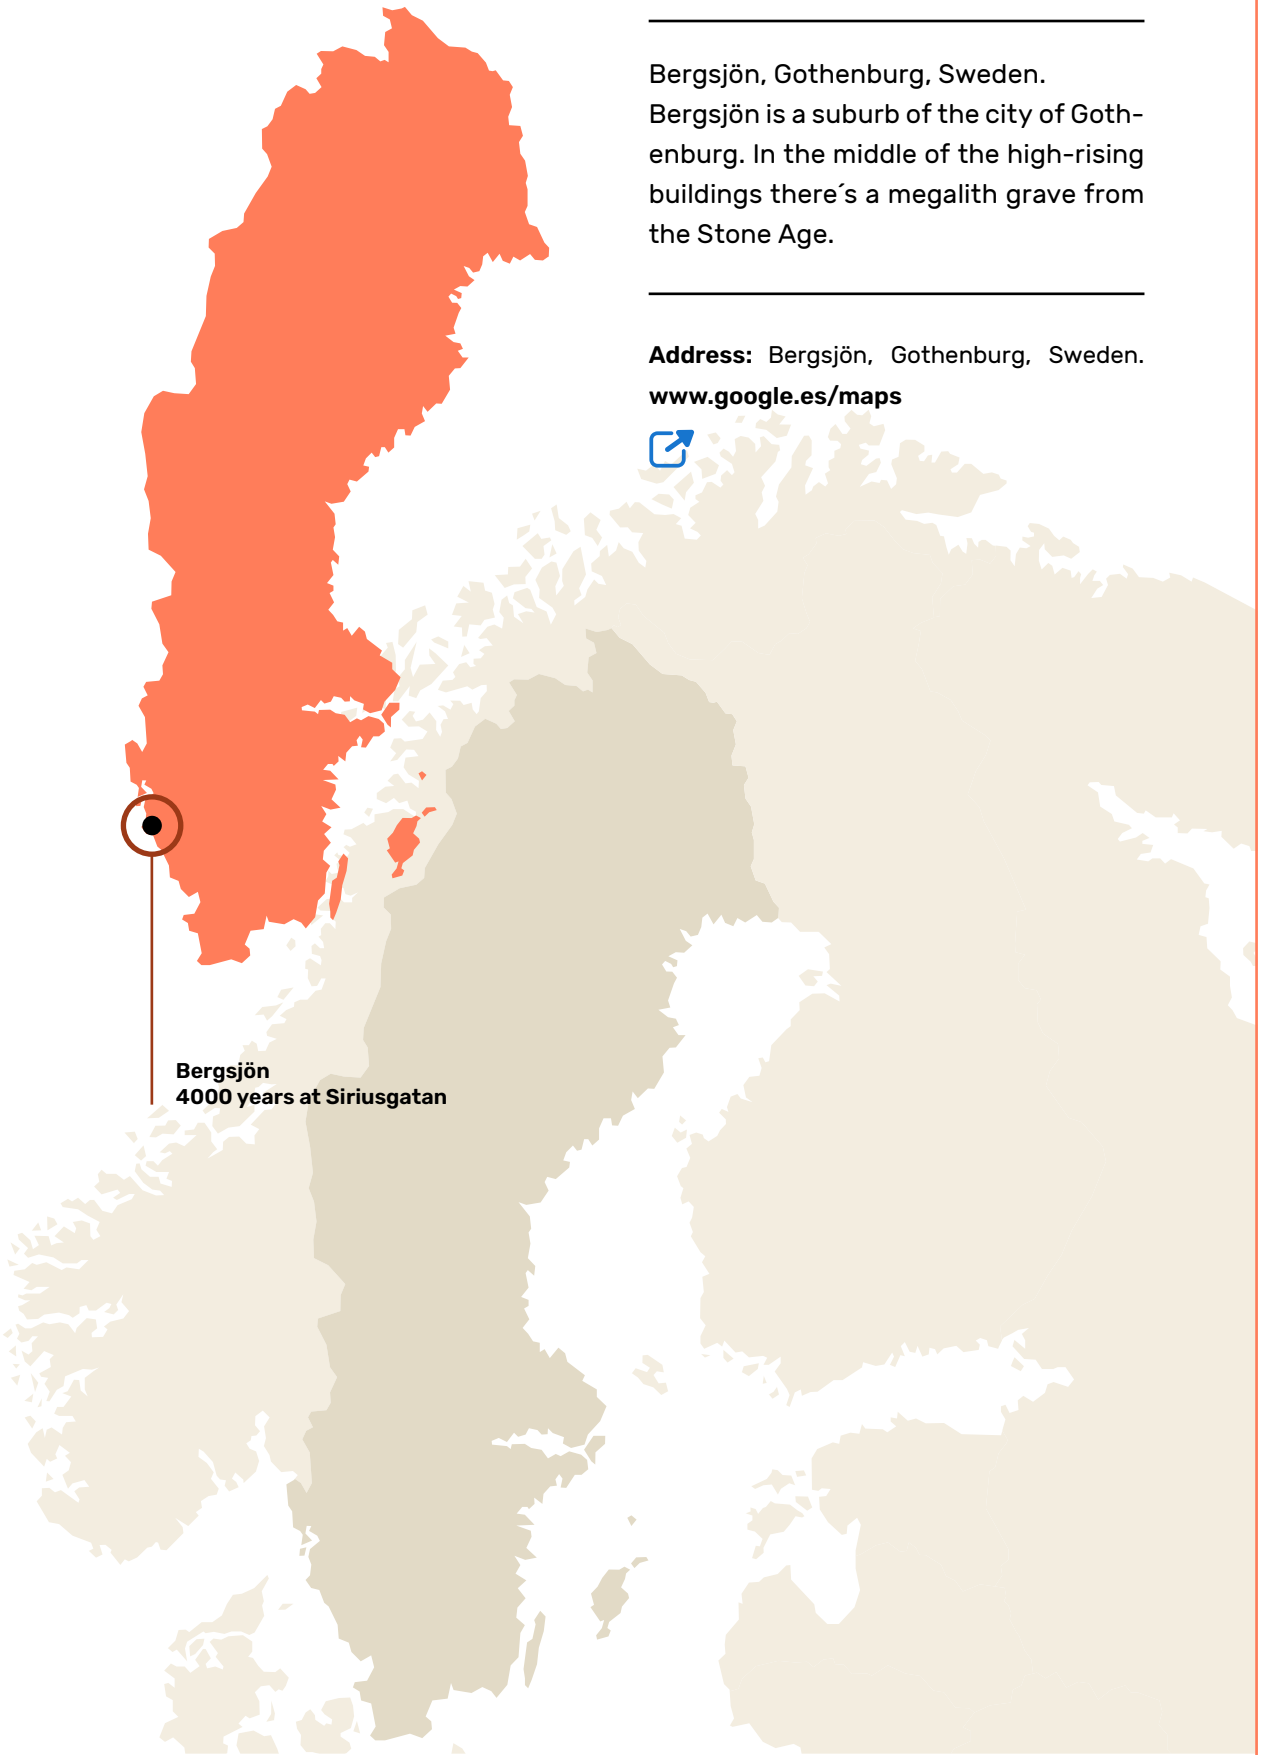 Bergsjön, Gothenburg, Sweden.
Bergsjön is a suburb of the city of Goth-
enburg. In the middle of the high-rising
buildings there´s a megalith grave from
the Stone Age.
Address: Bergsjön, Gothenburg, Sweden.
www.google.es/maps
Bergsjön
4000 years at Siriusgatan